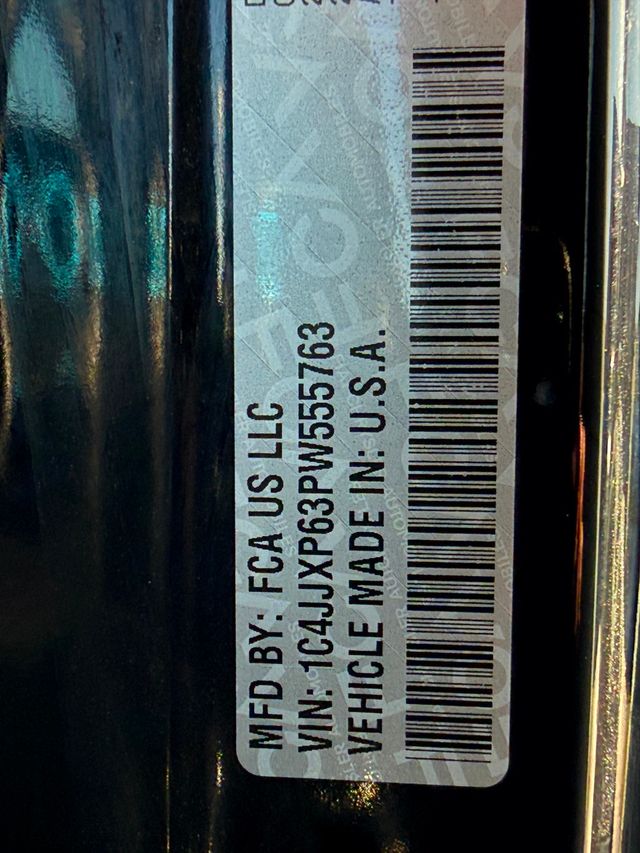 MFD BY: FCA US LLC
VIN: 1C4JJXP63PW555763
VEHICLE MADE IN: U.S.A.